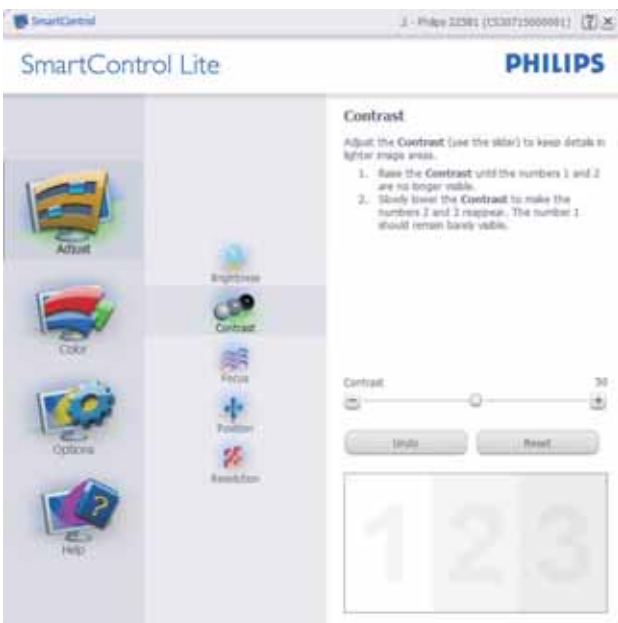 SmartControl
SmartControl Lite
PHILIPS
Adjust
Color
Options
Help
Brightness
Contrast
Focus
Position
Resolution
Contrast
Adjust the Contrast (use the slider) to keep details in
lighter image areas.
1. Raise the Contrast until the numbers 1 and 2
are no longer visible.
2. Slowly lower the Contrast to make the
numbers 2 and 3 reappear. The number 1
should remain barely visible.
Contrast 50
Undo Reset
1 2 3